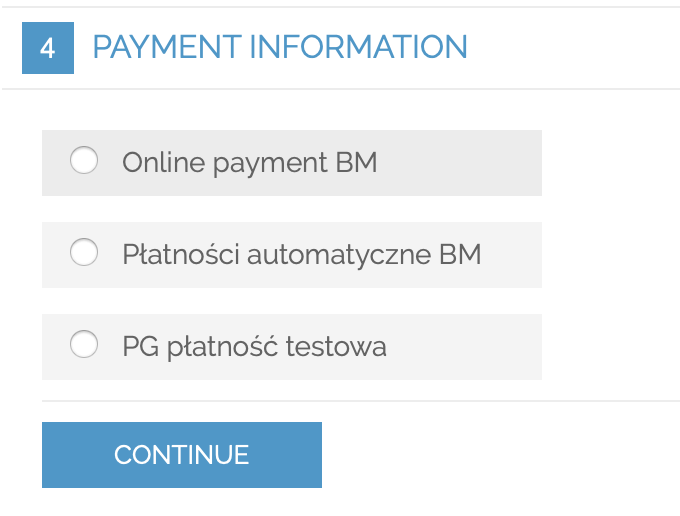 4 PAYMENT INFORMATION
Online payment BM
Płatności automatyczne BM
PG płatność testowa
CONTINUE